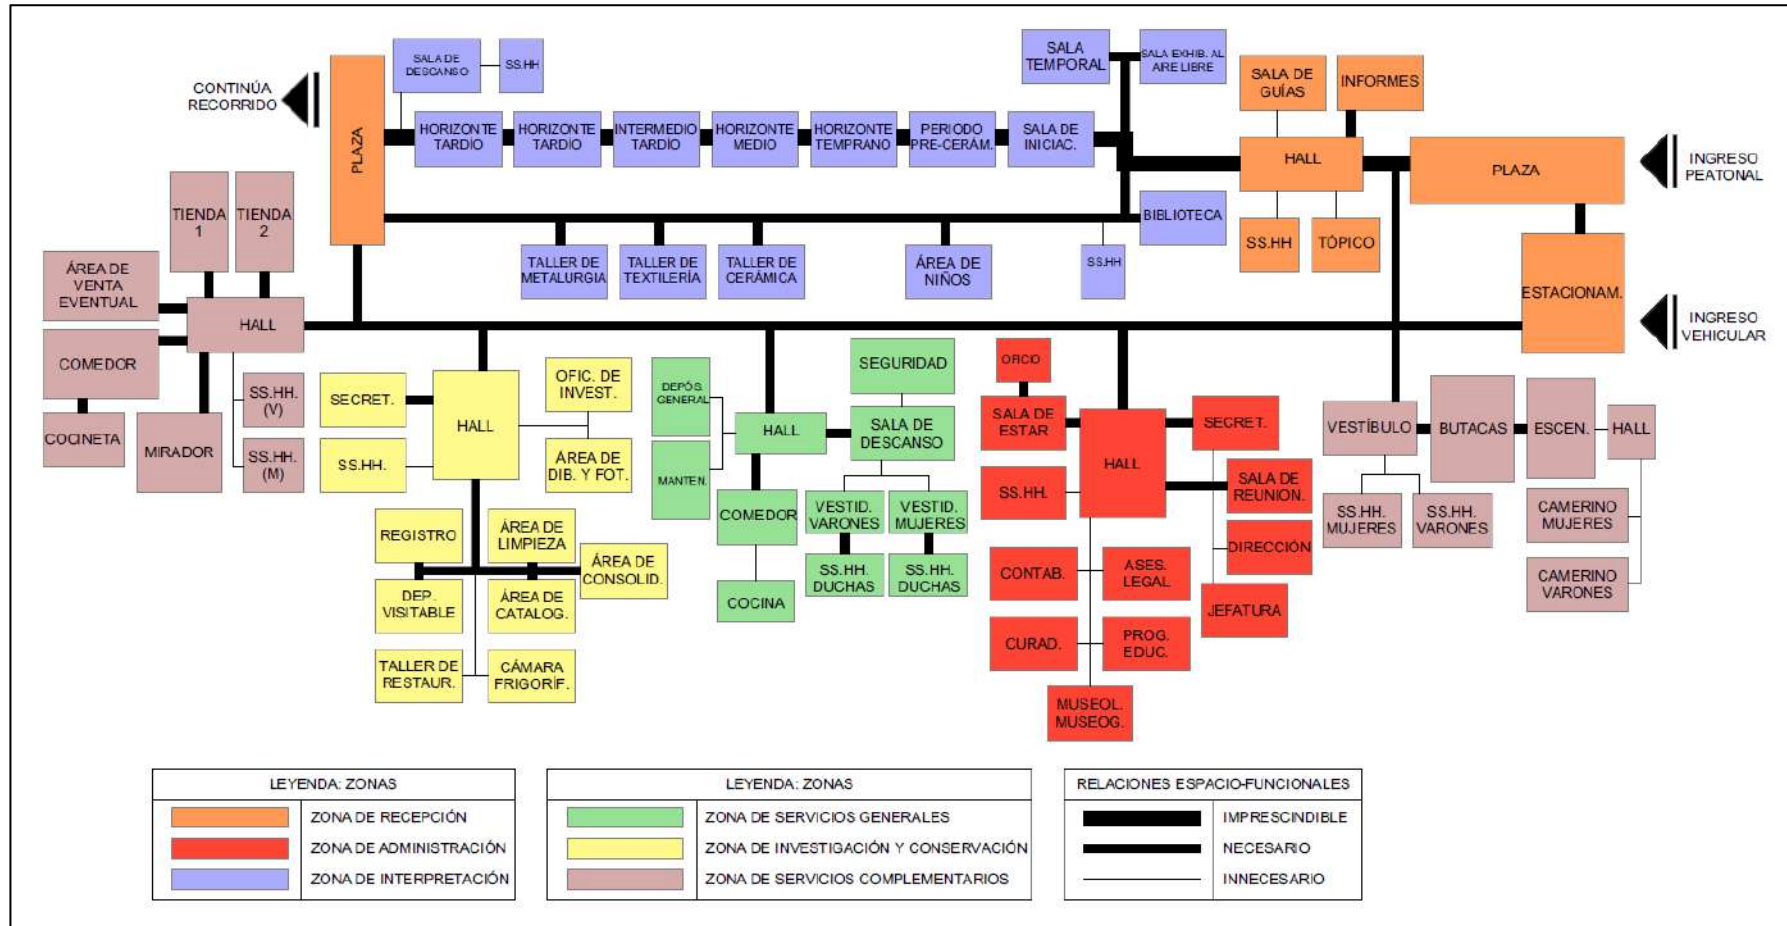 SALA DE
DESCANSO
SS.HH
CONTINÚA
RECORRIDO
PLAZA
HORIZONTE
TARDÍO
HORIZONTE
TARDÍO
INTERMEDIO
TARDÍO
HORIZONTE
MEDIO
HORIZONTE
TEMPRANO
PERIODO
PRE-CERÁM.
SALA DE
INICIAC.
SALA
TEMPORAL
SALA EXHIB. AL
AIRE LIBRE
SALA DE
GUÍAS
INFORMES
HALL
PLAZA
INGRESO
PEATONAL
SS.HH
TÓPICO
BIBLIOTECA
TALLER DE
METALURGIA
TALLER DE
TEXTILERÍA
TALLER DE
CERÁMICA
ÁREA DE
NIÑOS
SS.HH
ESTACIONAM.
INGRESO
VEHICULAR
TIENDA
1
TIENDA
2
ÁREA DE
VENTA
EVENTUAL
HALL
COMEDOR
COCINETA
MIRADOR
SS.HH.
(V)
SS.HH.
(M)
SECRET.
SS.HH.
HALL
OFIC. DE
INVEST.
ÁREA DE
DIB. Y FOT.
REGISTRO
ÁREA DE
LIMPIEZA
ÁREA DE
CONSOLID.
DEP.
VISITABLE
ÁREA DE
CATALOG.
TALLER DE
RESTAUR.
CÁMARA
FRIGORÍF.
DEPÓS.
GENERAL
MANTEN.
HALL
SEGURIDAD
SALA DE
DESCANSO
COMEDOR
COCINA
VESTID.
VARONES
VESTID.
MUJERES
SS.HH.
DUCHAS
SS.HH.
DUCHAS
OFICIO
SALA DE
ESTAR
SS.HH.
HALL
SECRET.
SALA DE
REUNION.
DIRECCIÓN
JEFATURA
CONTAB.
ASES.
LEGAL
CURAD.
PROG.
EDUC.
MUSEOL.
MUSEOG.
VESTÍBULO
BUTACAS
ESCEN.
HALL
SS.HH.
MUJERES
SS.HH.
VARONES
CAMERINO
MUJERES
CAMERINO
VARONES
LEYENDA: ZONAS
ZONA DE RECEPCIÓN
ZONA DE ADMINISTRACIÓN
ZONA DE INTERPRETACIÓN
LEYENDA: ZONAS
ZONA DE SERVICIOS GENERALES
ZONA DE INVESTIGACIÓN Y CONSERVACIÓN
ZONA DE SERVICIOS COMPLEMENTARIOS
RELACIONES ESPACIO-FUNCIONALES
IMPRESCINDIBLE
NECESARIO
INNECESARIO